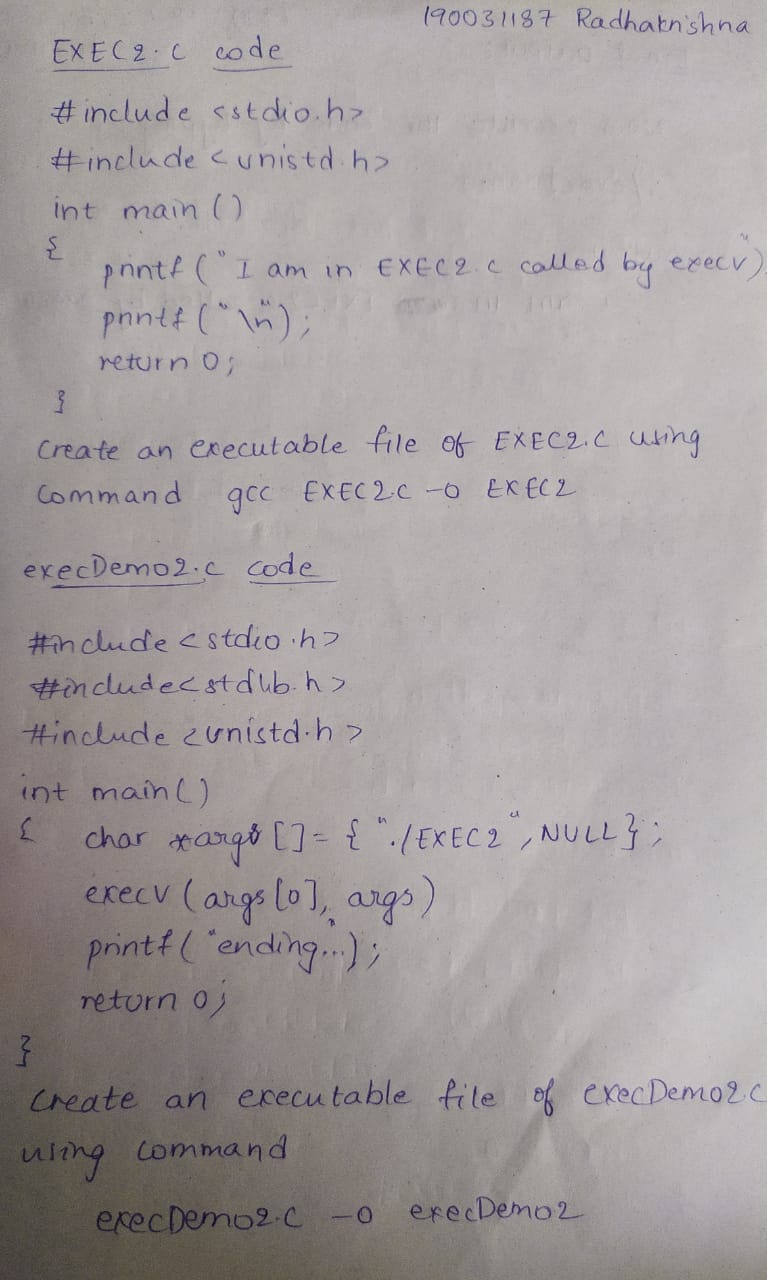 190031187 Radhakrishna
EXEC2.c code
#include <stdio.h>
#include <unistd.h>
int main ()
{
printf ("I am in EXEC2.c called by execv")
printf ("\n");
return 0;
}
Create an executable file of EXEC2.C using
Command gcc EXEC2.C -o EXEC2
execDemo2.c code
#include <stdio.h>
#include<stdlib.h>
#include <unistd.h>
int main()
{ char *args []= {"./EXEC2", NULL};
execv (args[0], args)
printf ("ending...");
return 0;
}
Create an executable file of execDemo2.C
using command
execDemo2.C -o execDemo2